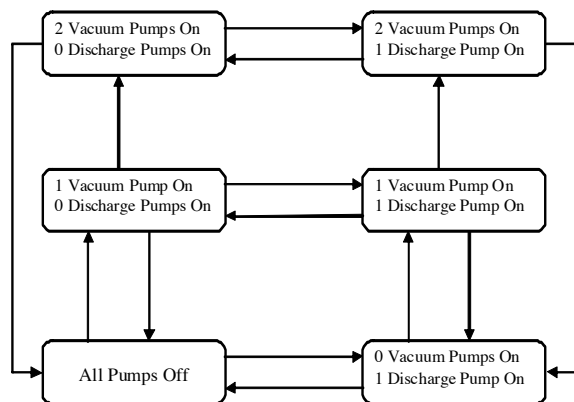 2 Vacuum Pumps On
0 Discharge Pumps On
2 Vacuum Pumps On
1 Discharge Pump On
1 Vacuum Pump On
0 Discharge Pumps On
1 Vacuum Pump On
1 Discharge Pump On
All Pumps Off
0 Vacuum Pumps On
1 Discharge Pump On